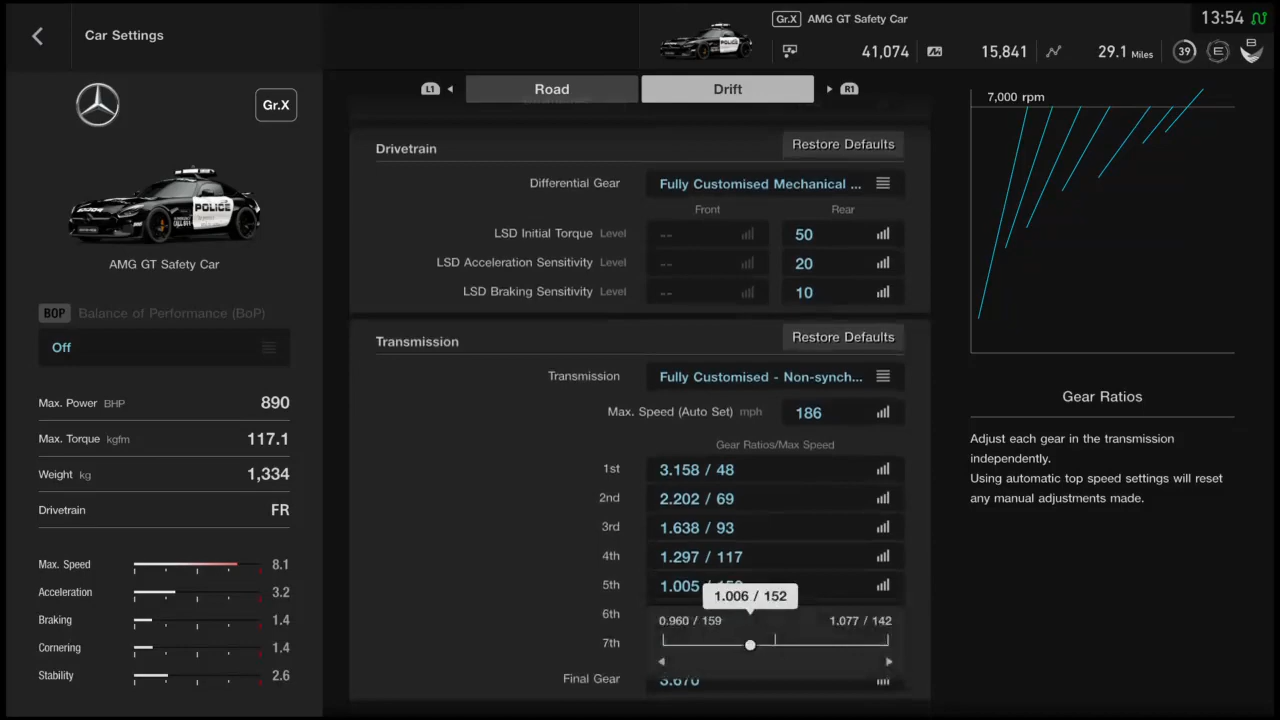 Car Settings
Gr.X AMG GT Safety Car
13:54
41,074 15,841 29.1 Miles 39 E B
L1 Road Drift R1
Gr.X
POLICE
AMG GT Safety Car
BOP Balance of Performance (BoP)
Off
Max. Power BHP 890
Max. Torque kgfm 117.1
Weight kg 1,334
Drivetrain FR
Max. Speed 8.1
Acceleration 3.2
Braking 1.4
Cornering 1.4
Stability 2.6
Drivetrain Restore Defaults
Differential Gear Fully Customised Mechanical ...
Front Rear
LSD Initial Torque Level -- 50
LSD Acceleration Sensitivity Level -- 20
LSD Braking Sensitivity Level -- 10
Transmission Restore Defaults
Transmission Fully Customised - Non-synch...
Max. Speed (Auto Set) mph 186
Gear Ratios/Max Speed
1st 3.158 / 48
2nd 2.202 / 69
3rd 1.638 / 93
4th 1.297 / 117
5th 1.005
1.006 / 152
6th 0.960 / 159 1.077 / 142
7th
Final Gear 3.670
7,000 rpm
Gear Ratios
Adjust each gear in the transmission
independently.
Using automatic top speed settings will reset
any manual adjustments made.